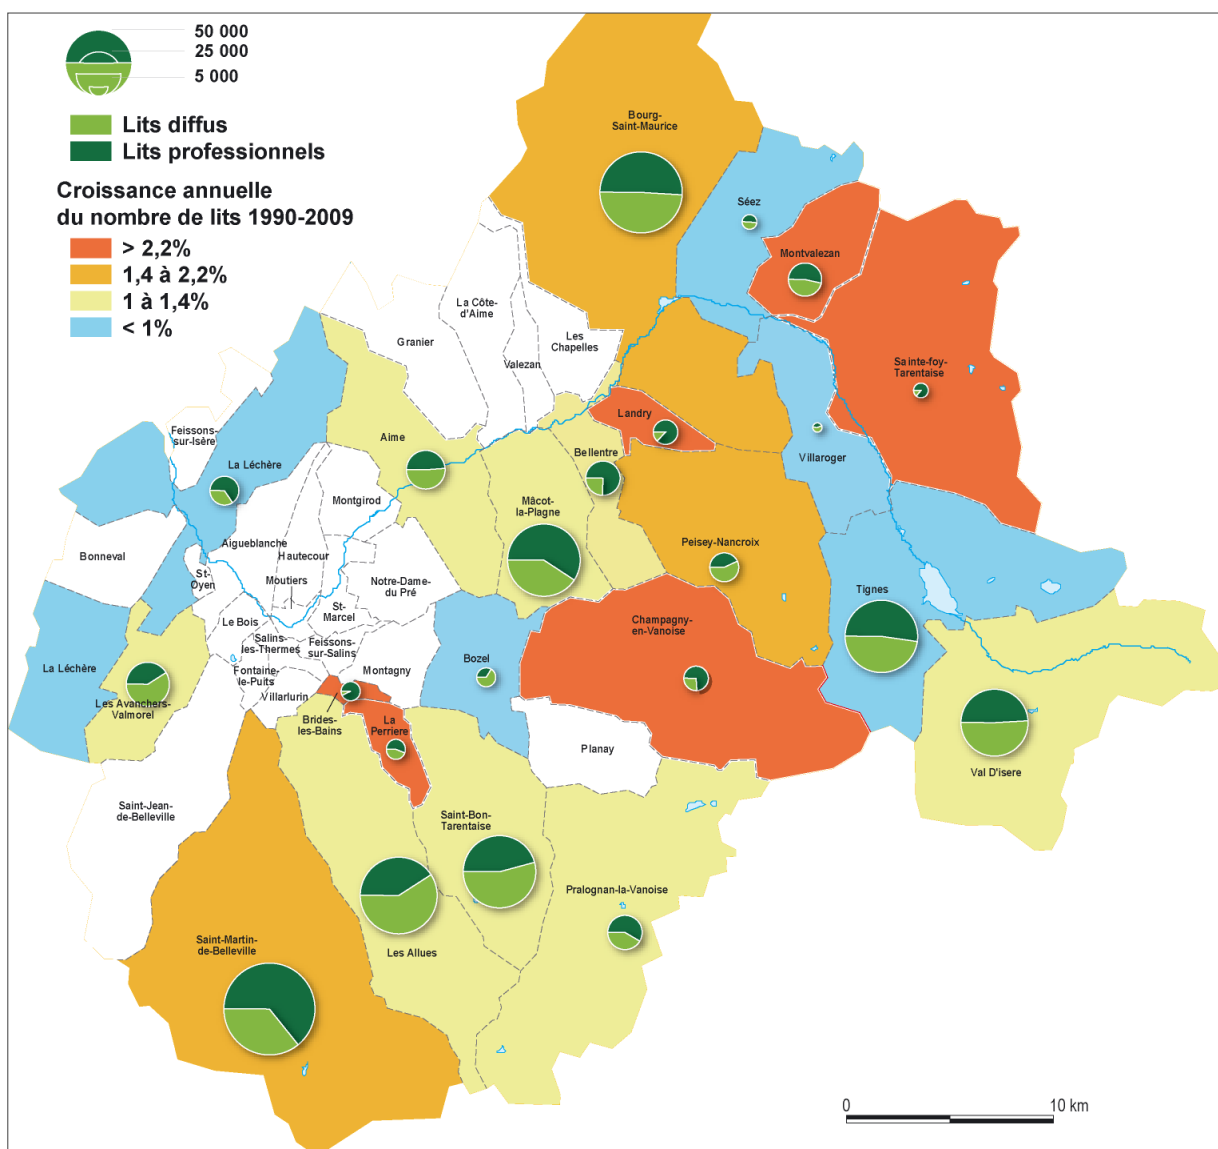 50 000
25 000
5 000
Lits diffus
Lits professionnels
Croissance annuelle
du nombre de lits 1990-2009
> 2,2%
1,4 à 2,2%
1 à 1,4%
< 1%
Bourg-
Saint-Maurice
Séez
Montvalezan
Sainte-foy-
Tarentaise
La Côte-
d'Aime
Granier
Les
Chapelles
Valezan
Landry
Villaroger
Feissons-
sur-Isère
Aime
Bellentre
La Léchère
Montgirod
Mâcot-
la-Plagne
Peisey-Nancroix
Aigueblanche
Hautecour
Bonneval
St-
Oyen
Moutiers
Notre-Dame-
du-Pré
Tignes
St-
Marcel
Le Bois
Champagny-
en-Vanoise
Salins-
les-Thermes
Feissons-
sur-Salins
La Léchère
Fontaine-
le-Puits
Montagny
Bozel
Villarlurin
Les Avanchers-
Valmorel
Brides-
les-Bains
La
Perriere
Planay
Val D'isere
Saint-Jean-
de-Belleville
Saint-Bon-
Tarentaise
Pralognan-la-Vanoise
Saint-Martin-
de-Belleville
Les Allues
0
10 km